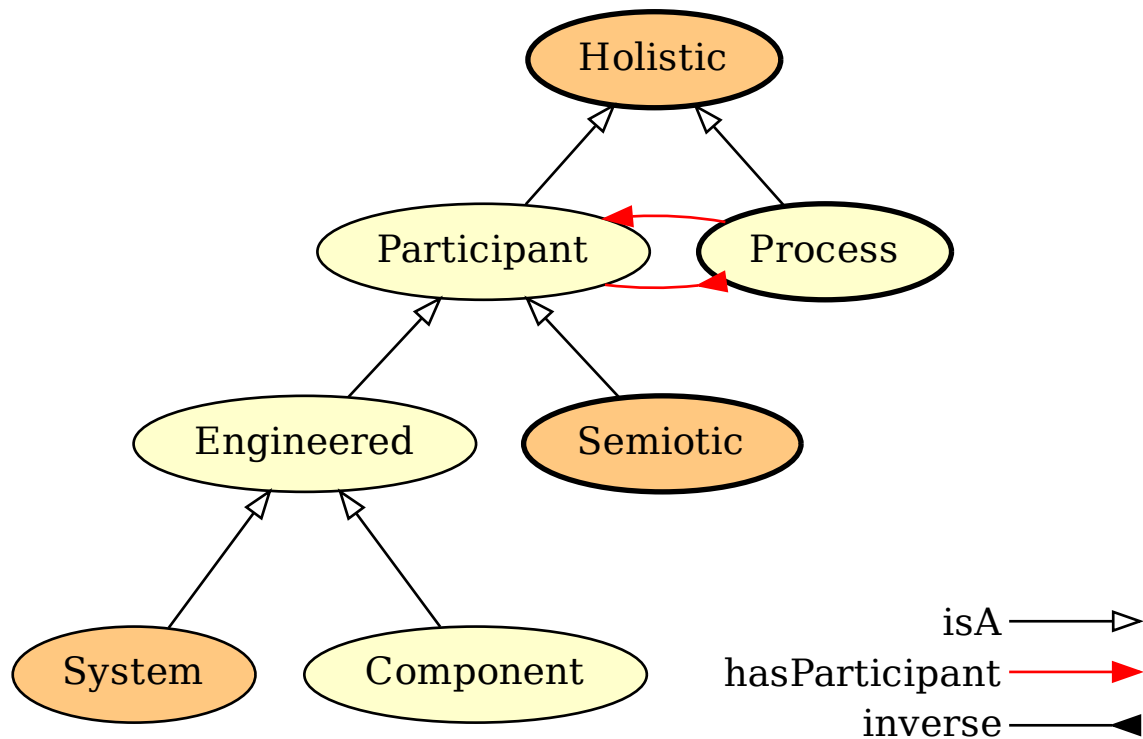 Holistic
Participant
Process
Engineered
Semiotic
System
Component
isA
hasParticipant
inverse